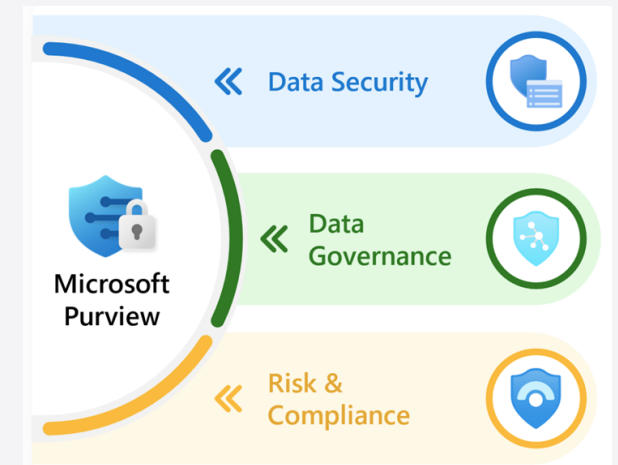 Data Security
Data
Governance
Microsoft
Purview
Risk &
Compliance